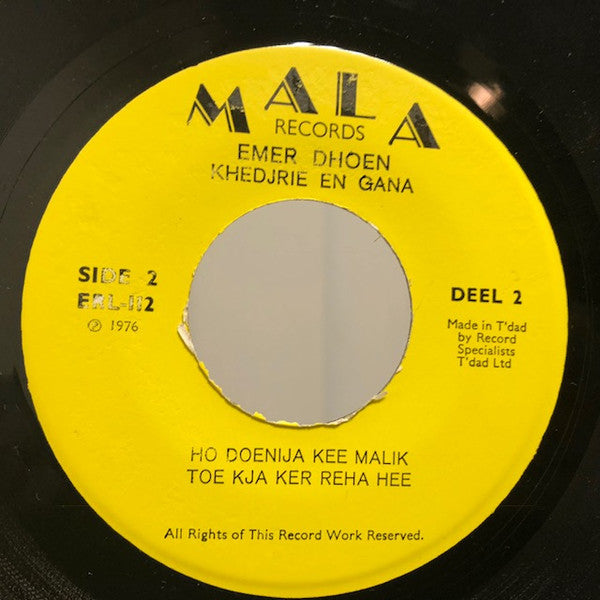 MALA
RECORDS
EMER DHOEN
KHEDJRIE EN GANA
SIDE 2
EBL-112
℗ 1976
DEEL 2
Made in T'dad
by Record
Specialists
T'dad Ltd
HO DOENIJA KEE MALIK
TOE KJA KER REHA HEE
All Rights of This Record Work Reserved.